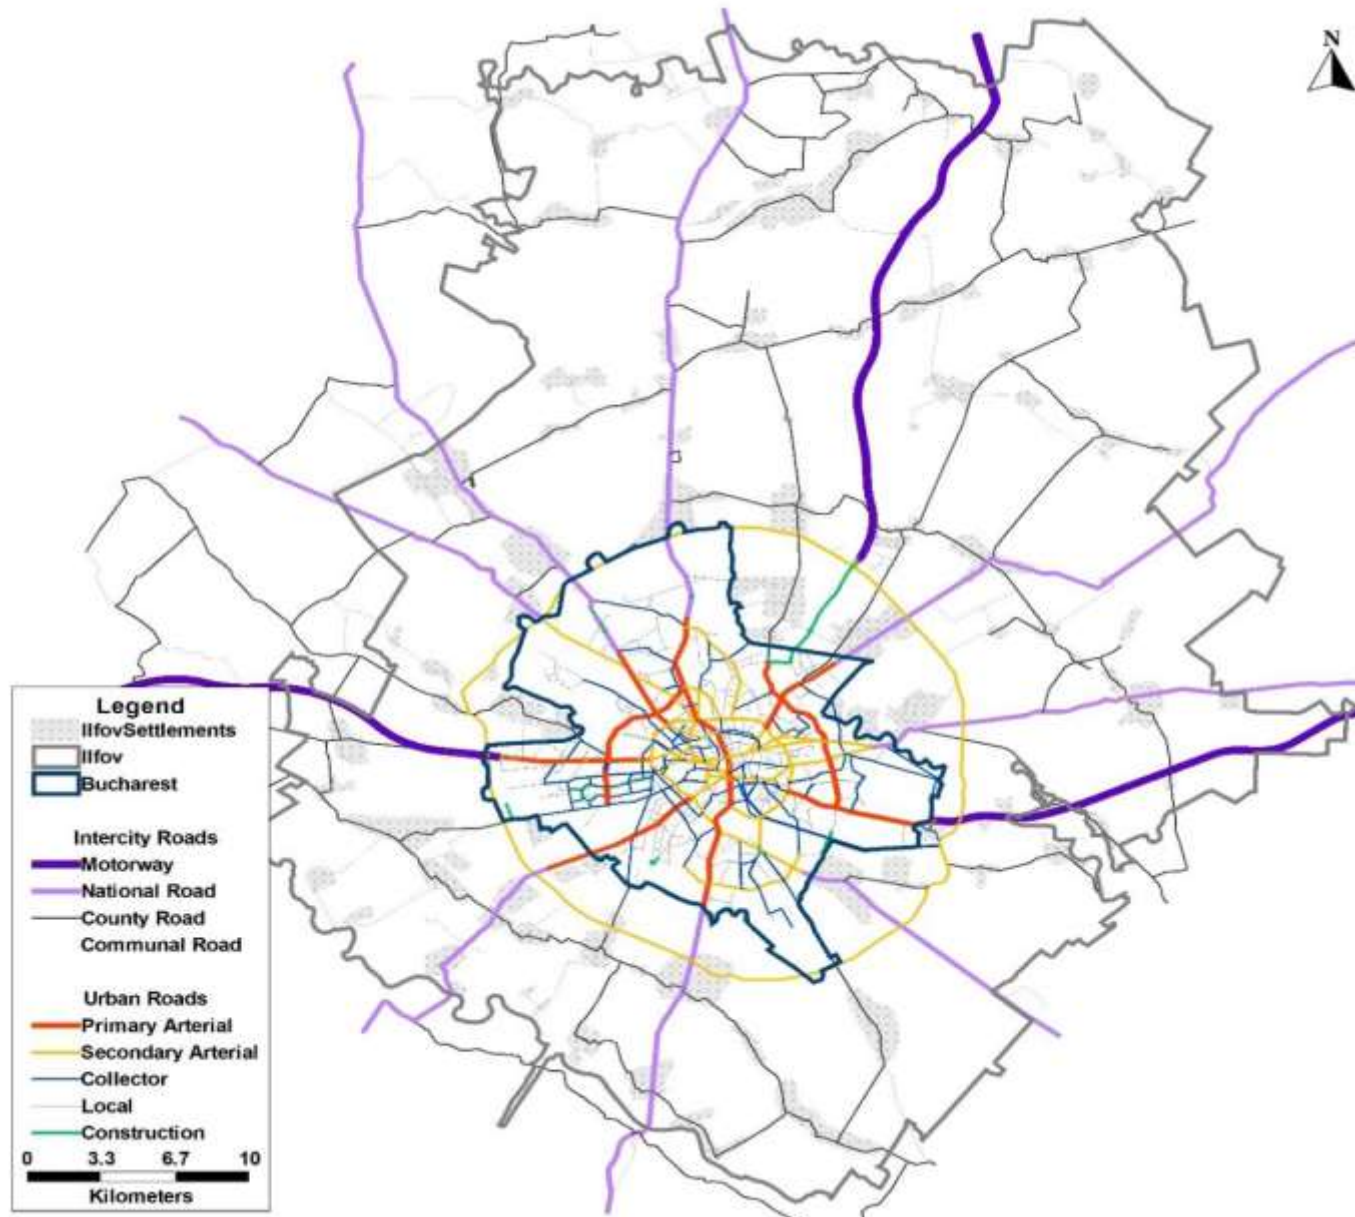 N
Legend
IlfovSettlements
Ilfov
Bucharest
Intercity Roads
Motorway
National Road
County Road
Communal Road
Urban Roads
Primary Arterial
Secondary Arterial
Collector
Local
Construction
0 3.3 6.7 10
Kilometers